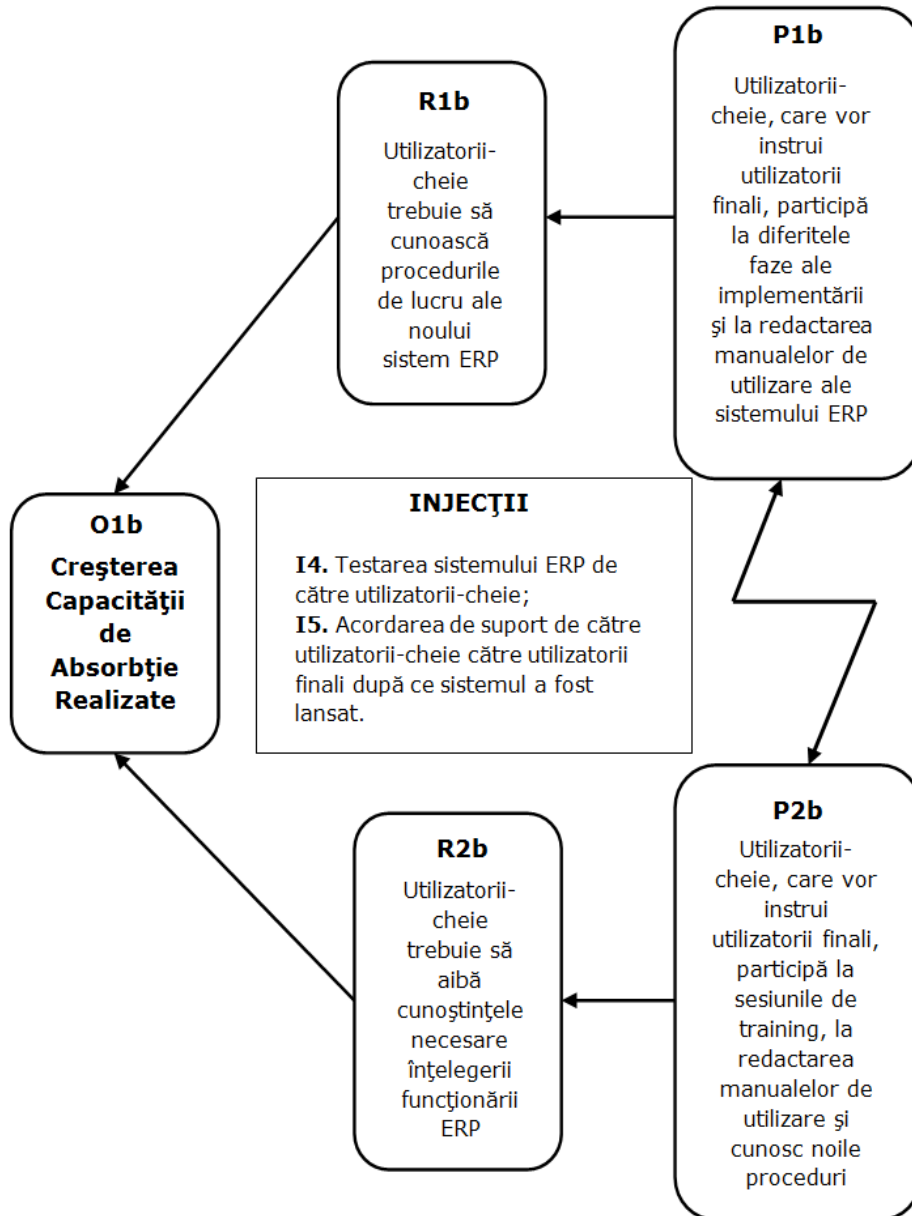 P1b
Utilizatorii-
cheie, care vor
instrui
utilizatorii
finali, participă
la diferitele
faze ale
implementării
şi la redactarea
manualelor de
utilizare ale
sistemului ERP
R1b
Utilizatorii-
cheie
trebuie să
cunoască
procedurile
de lucru ale
noului
sistem ERP
O1b
Creşterea
Capacităţii
de
Absorbţie
Realizate
INJECŢII
I4. Testarea sistemului ERP de
către utilizatorii-cheie;
I5. Acordarea de suport de către
utilizatorii-cheie către utilizatorii
finali după ce sistemul a fost
lansat.
R2b
Utilizatorii-
cheie
trebuie să
aibă
cunoştinţele
necesare
înţelegerii
funcţionării
ERP
P2b
Utilizatorii-
cheie, care vor
instrui
utilizatorii finali,
participă la
sesiunile de
training, la
redactarea
manualelor de
utilizare şi
cunosc noile
proceduri